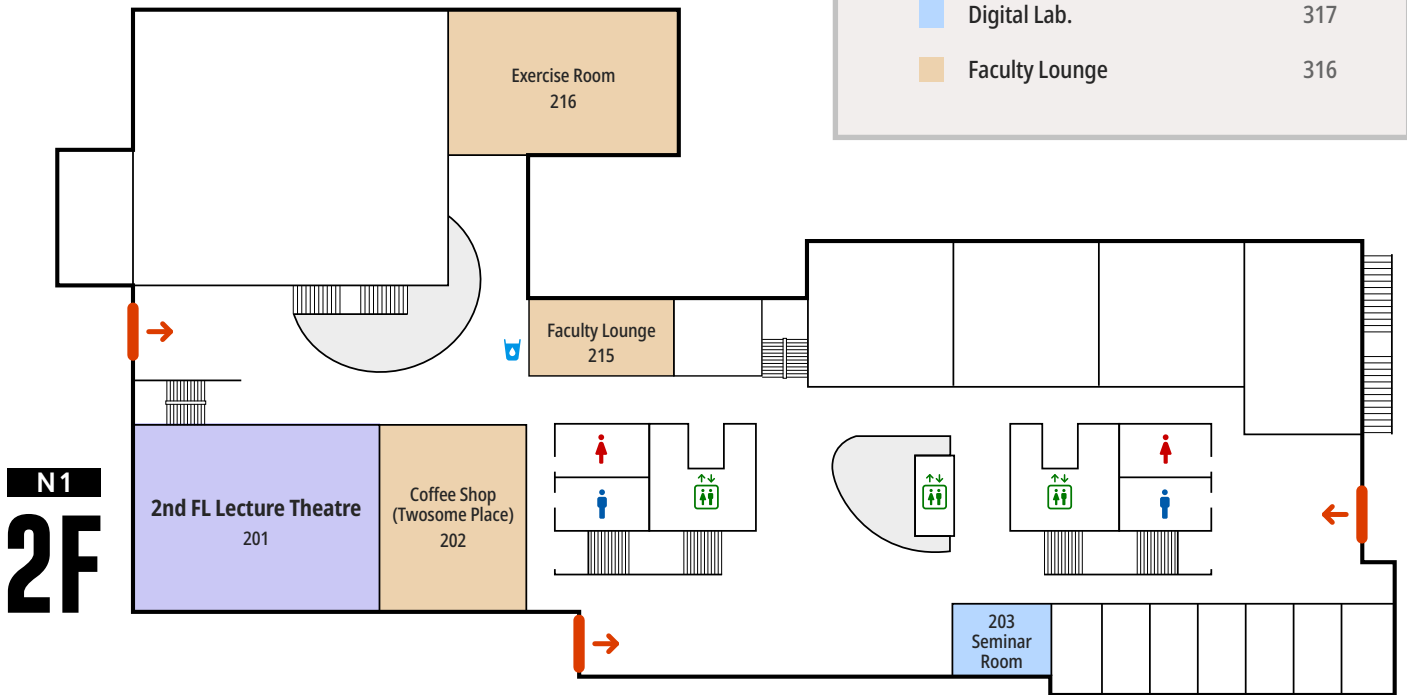 Digital Lab. 317
Faculty Lounge 316
Exercise Room
216
Faculty Lounge
215
N1
2F
2nd FL Lecture Theatre
201
Coffee Shop
(Twosome Place)
202
203
Seminar
Room